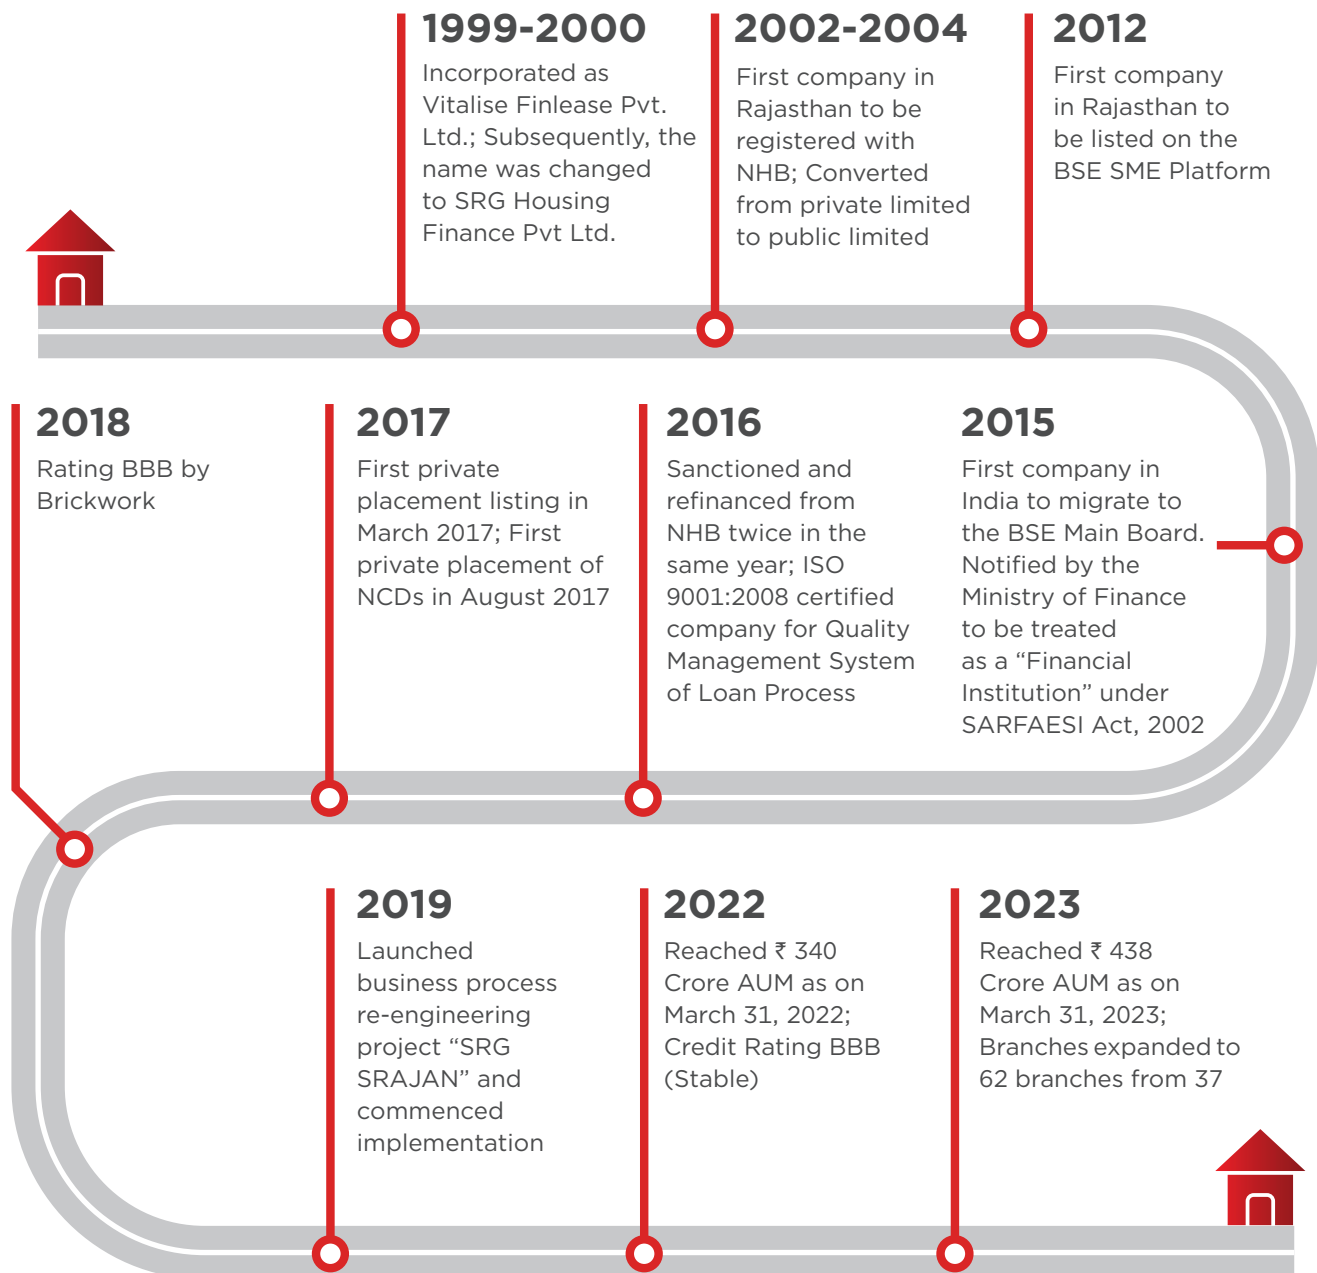 1999-2000
Incorporated as
Vitalise Finlease Pvt.
Ltd.; Subsequently, the
name was changed
to SRG Housing
Finance Pvt Ltd.
2002-2004
First company in
Rajasthan to be
registered with
NHB; Converted
from private limited
to public limited
2012
First company
in Rajasthan to
be listed on the
BSE SME Platform
2015
First company in
India to migrate to
the BSE Main Board.
Notified by the
Ministry of Finance
to be treated
as a “Financial
Institution” under
SARFAESI Act, 2002
2016
Sanctioned and
refinanced from
NHB twice in the
same year; ISO
9001:2008 certified
company for Quality
Management System
of Loan Process
2017
First private
placement listing in
March 2017; First
private placement of
NCDs in August 2017
2018
Rating BBB by
Brickwork
2019
Launched
business process
re-engineering
project “SRG
SRAJAN” and
commenced
implementation
2022
Reached ₹ 340
Crore AUM as on
March 31, 2022;
Credit Rating BBB
(Stable)
2023
Reached ₹ 438
Crore AUM as on
March 31, 2023;
Branches expanded to
62 branches from 37